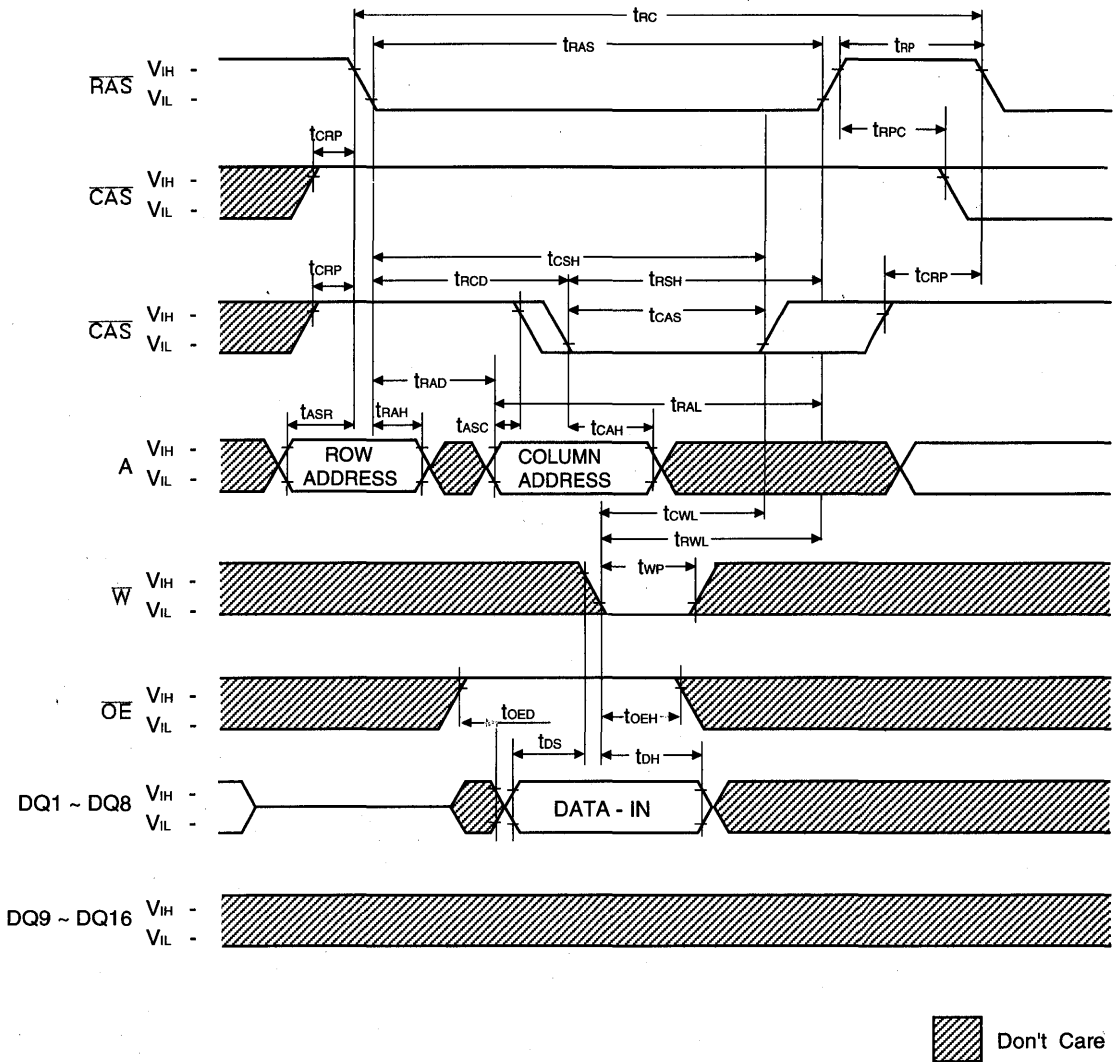 tRC
tRAS
tRP
RAS
VIH -
VIL -
tCRP
tRPC
CAS
VIH -
VIL -
tCSH
tCRP
tRCD
tRSH
tCRP
CAS
VIH -
VIL -
tCAS
tRAD
tRAL
tASR
tRAH
tASC
tCAH
A
VIH -
VIL -
ROW
ADDRESS
COLUMN
ADDRESS
tCWL
tRWL
tWP
W
VIH -
VIL -
OE
VIH -
VIL -
tOED
tOEH
tDS
tDH
DQ1 ~ DQ8
VIH -
VIL -
DATA - IN
DQ9 ~ DQ16
VIH -
VIL -
Don't Care